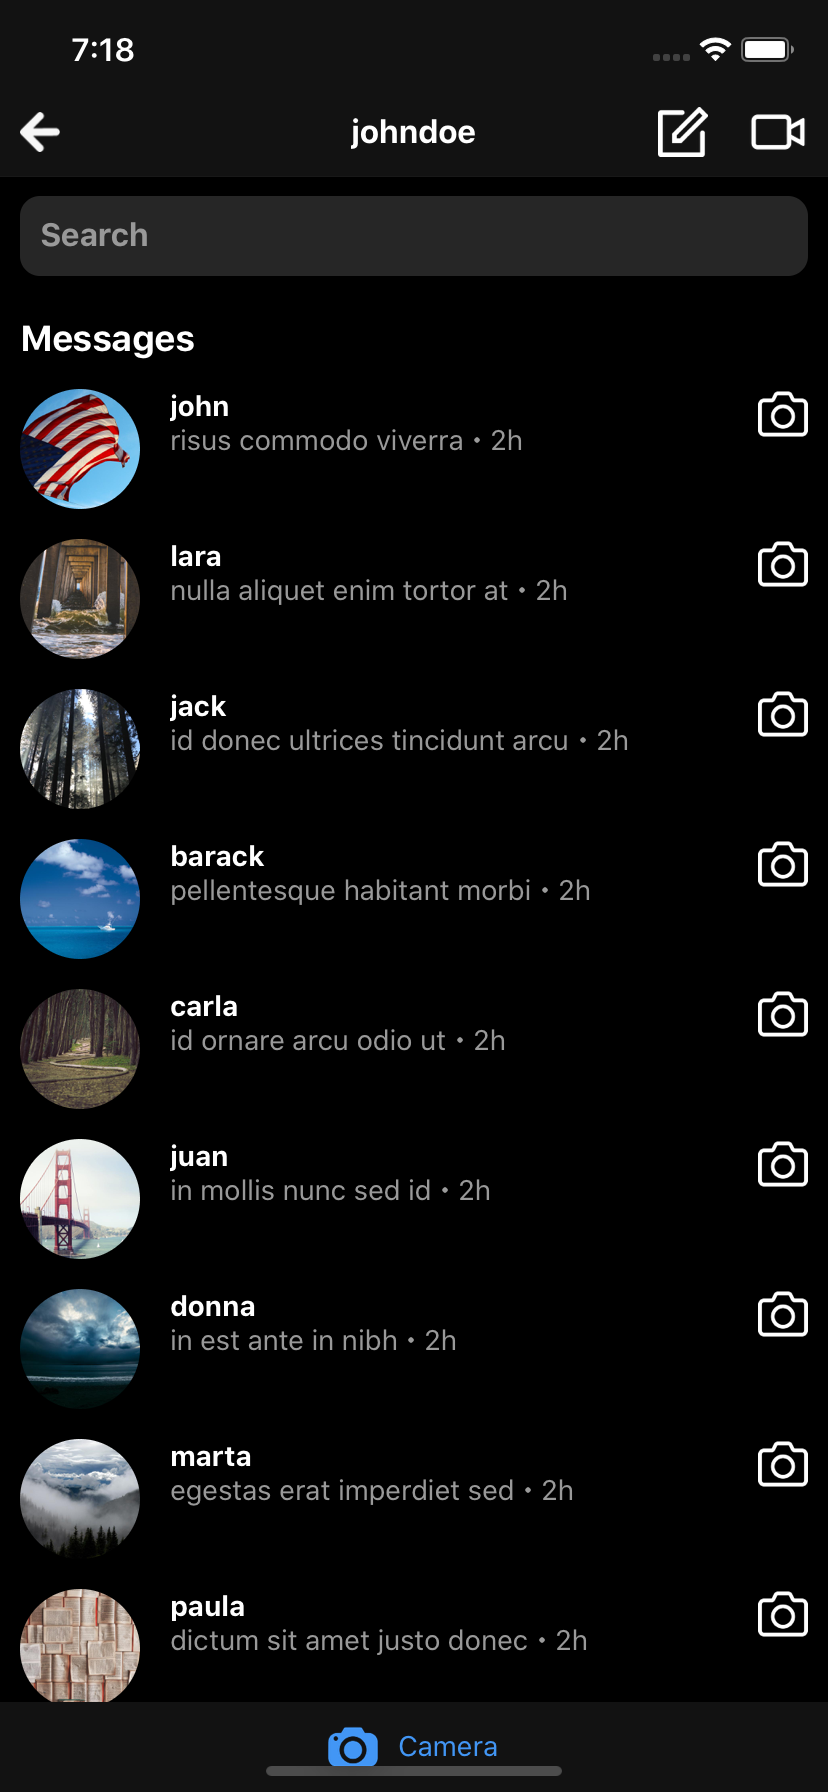 7:18
johndoe
Search
Messages
john
risus commodo viverra • 2h
lara
nulla aliquet enim tortor at • 2h
jack
id donec ultrices tincidunt arcu • 2h
barack
pellentesque habitant morbi • 2h
carla
id ornare arcu odio ut • 2h
juan
in mollis nunc sed id • 2h
donna
in est ante in nibh • 2h
marta
egestas erat imperdiet sed • 2h
paula
dictum sit amet justo donec • 2h
Camera